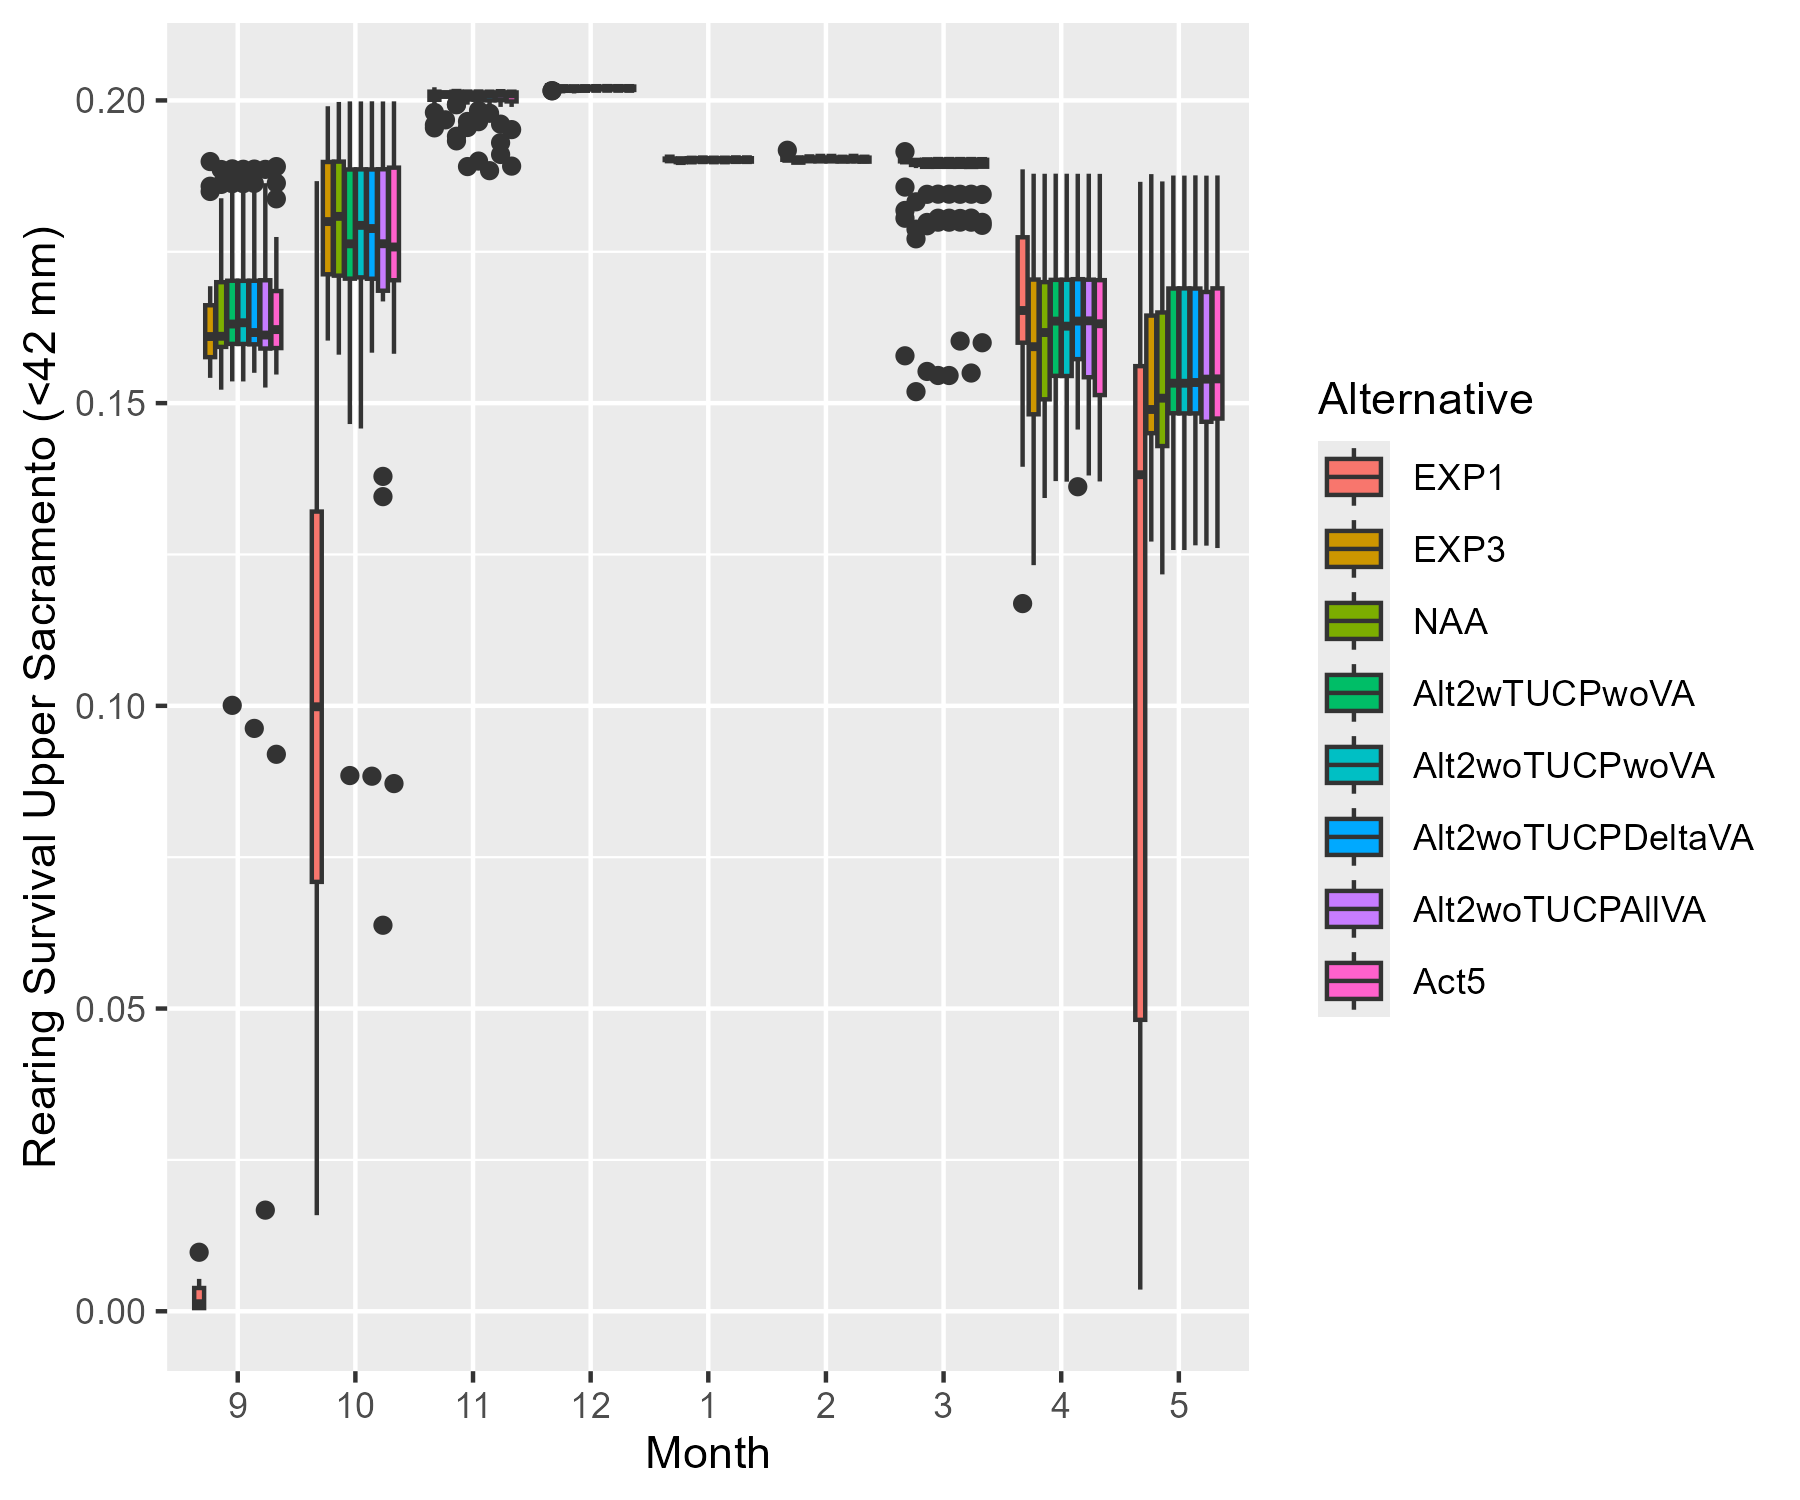 Rearing Survival Upper Sacramento (<42 mm)
0.20
0.15
0.10
0.05
0.00
9 10 11 12 1 2 3 4 5
Month
Alternative
EXP1
EXP3
NAA
Alt2wTUCPwoVA
Alt2woTUCPwoVA
Alt2woTUCPDeltaVA
Alt2woTUCPAllVA
Act5